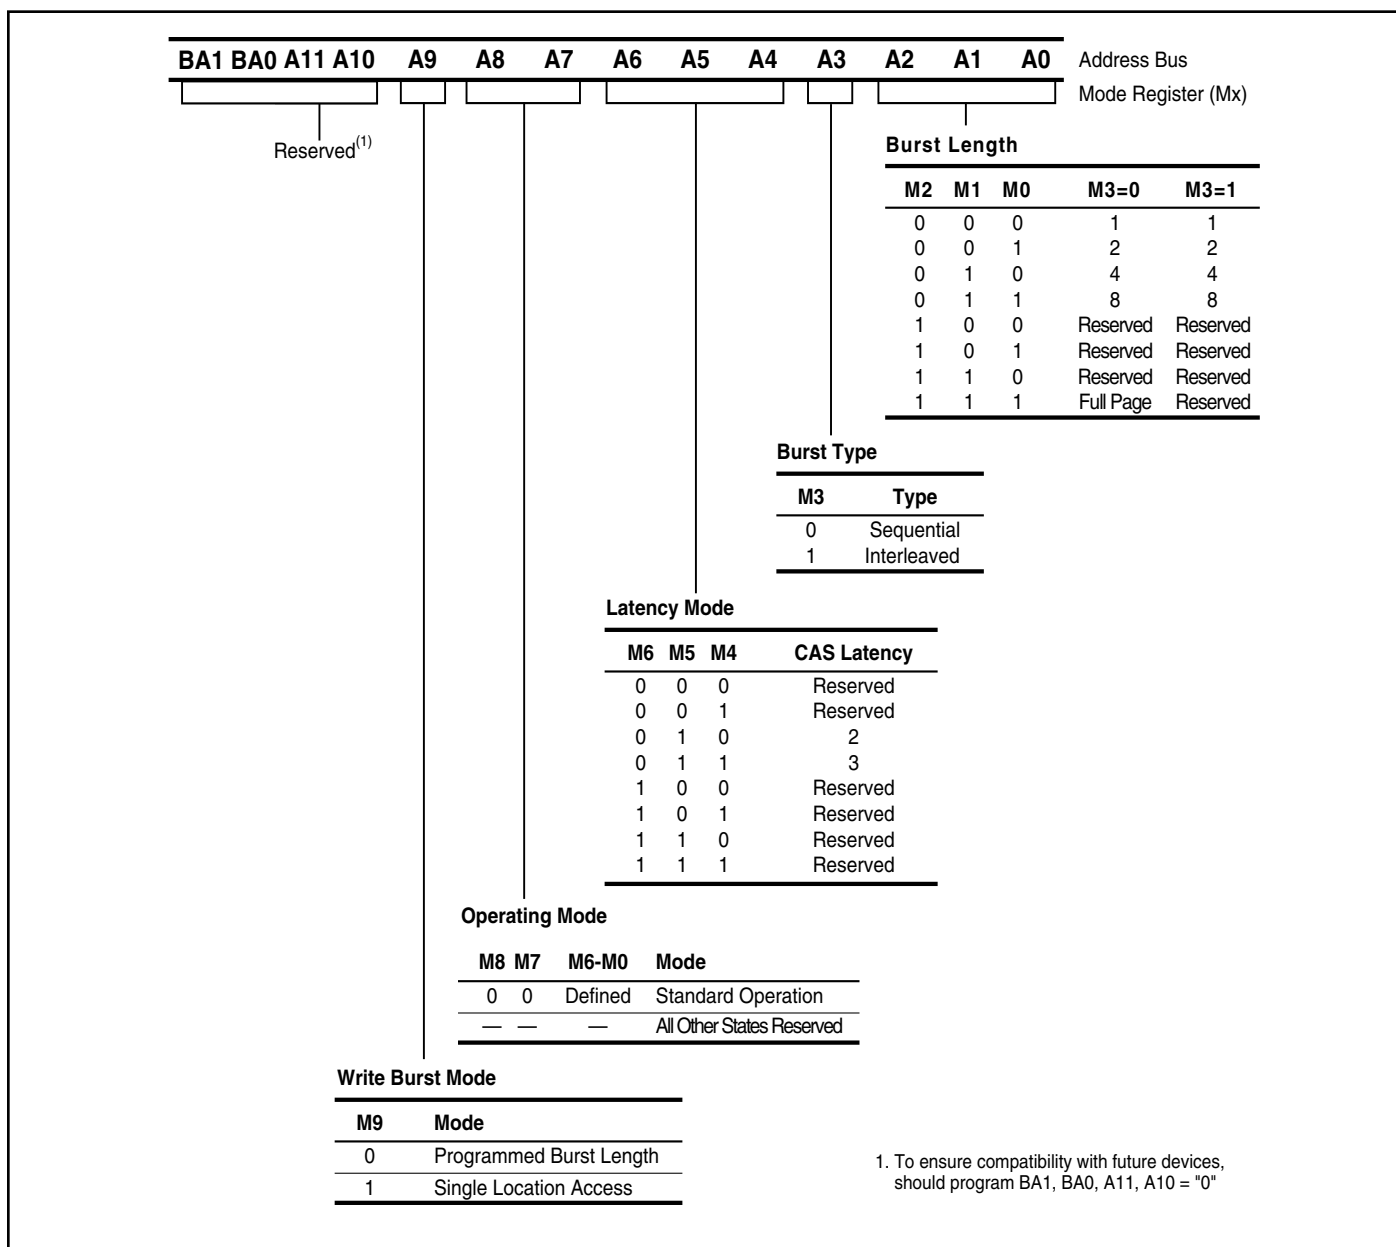 BA1 BA0 A11 A10 A9 A8 A7 A6 A5 A4 A3 A2 A1 A0 Address Bus
Mode Register (Mx)
Reserved(1)
Burst Length
M2 M1 M0 M3=0 M3=1
0 0 0 1 1
0 0 1 2 2
0 1 0 4 4
0 1 1 8 8
1 0 0 Reserved Reserved
1 0 1 Reserved Reserved
1 1 0 Reserved Reserved
1 1 1 Full Page Reserved
Burst Type
M3 Type
0 Sequential
1 Interleaved
Latency Mode
M6 M5 M4 CAS Latency
0 0 0 Reserved
0 0 1 Reserved
0 1 0 2
0 1 1 3
1 0 0 Reserved
1 0 1 Reserved
1 1 0 Reserved
1 1 1 Reserved
Operating Mode
M8 M7 M6-M0 Mode
0 0 Defined Standard Operation
— — — All Other States Reserved
Write Burst Mode
M9 Mode
0 Programmed Burst Length
1 Single Location Access
1. To ensure compatibility with future devices,
should program BA1, BA0, A11, A10 = "0"